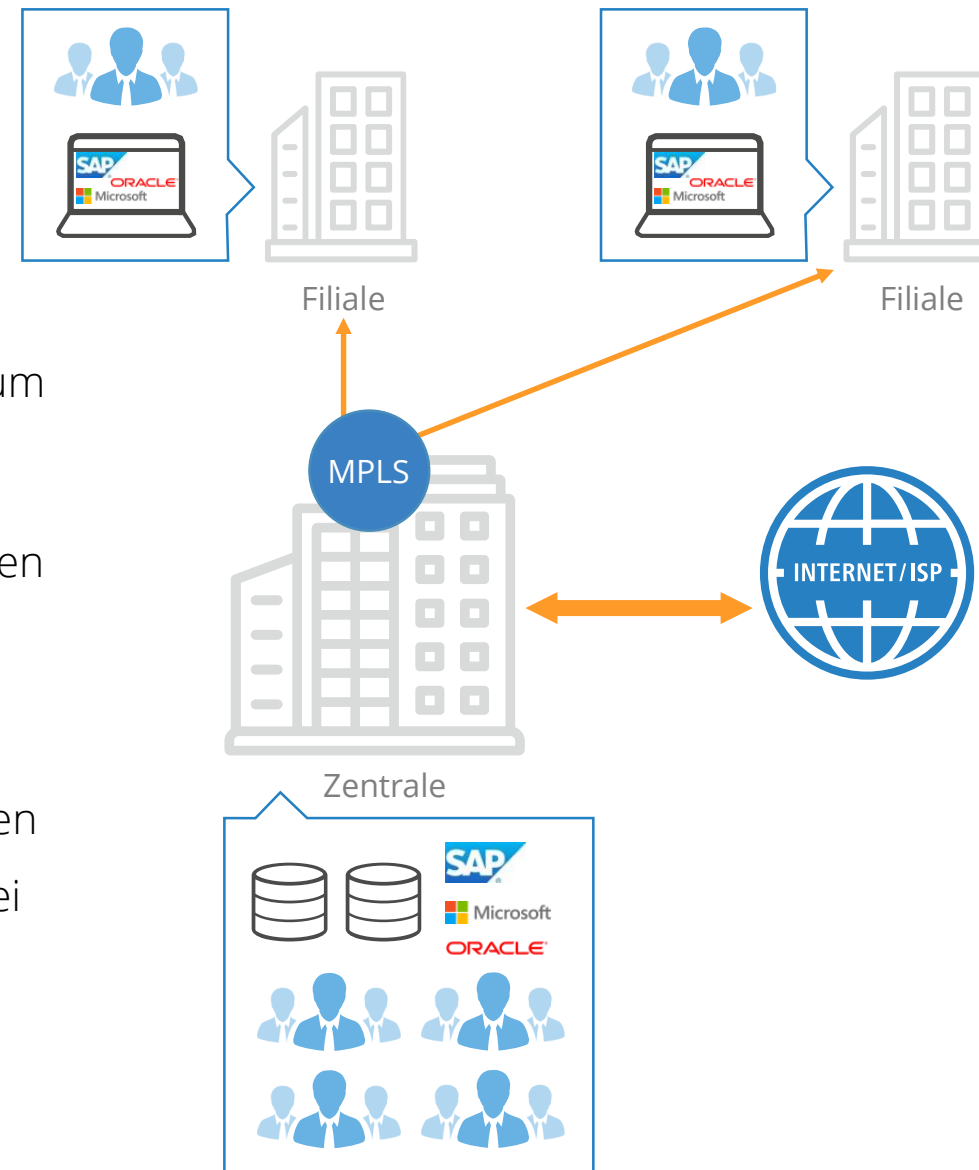 SAP
ORACLE
Microsoft
SAP
ORACLE
Microsoft
Filiale
Filiale
um
MPLS
en
INTERNET/ISP
Zentrale
en
ei
SAP
Microsoft
ORACLE